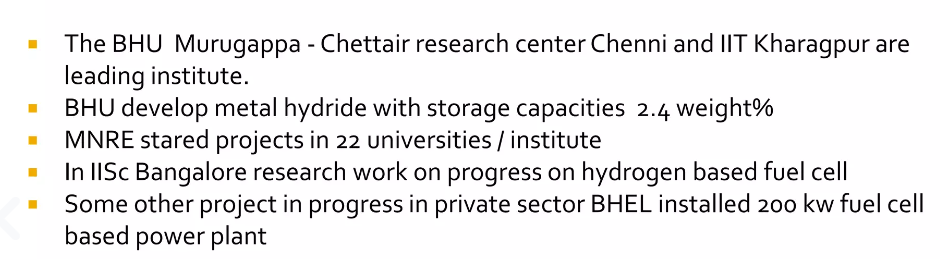 ▪ The BHU Murugappa - Chettair research center Chenni and IIT Kharagpur are
leading institute.
▪ BHU develop metal hydride with storage capacities 2.4 weight%
▪ MNRE stared projects in 22 universities / institute
▪ In IISc Bangalore research work on progress on hydrogen based fuel cell
▪ Some other project in progress in private sector BHEL installed 200 kw fuel cell
based power plant